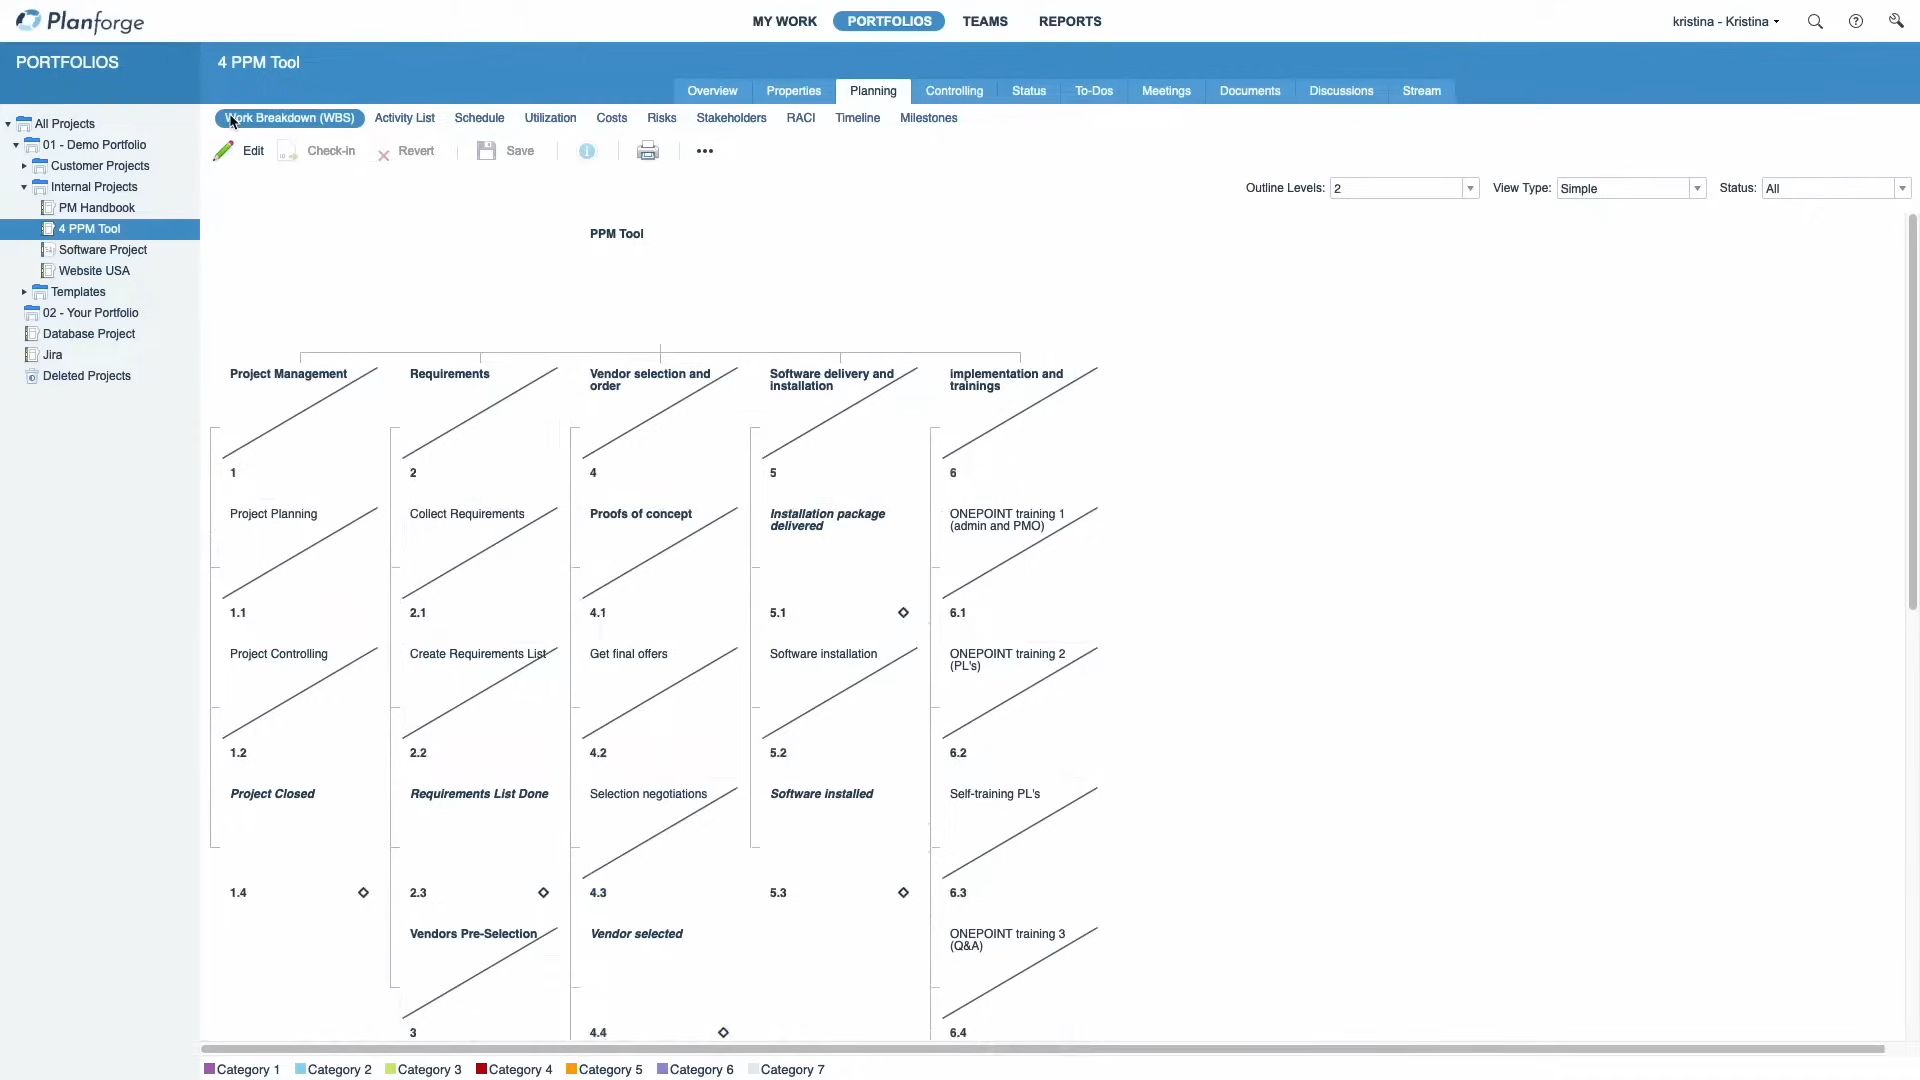 Planforge
MY WORK PORTFOLIOS TEAMS REPORTS
kristina - Kristina
PORTFOLIOS
4 PPM Tool
Overview Properties Planning Controlling Status To-Dos Meetings Documents Discussions Stream
Work Breakdown (WBS) Activity List Schedule Utilization Costs Risks Stakeholders RACI Timeline Milestones
Edit Check-in Revert Save
All Projects
01 - Demo Portfolio
Customer Projects
Internal Projects
PM Handbook
4 PPM Tool
Software Project
Website USA
Templates
02 - Your Portfolio
Database Project
Jira
Deleted Projects
Outline Levels: 2 View Type: Simple Status: All
PPM Tool
Project Management
1
Project Planning
1.1
Project Controlling
1.2
Project Closed
1.4
Requirements
2
Collect Requirements
2.1
Create Requirements List
2.2
Requirements List Done
2.3
Vendors Pre-Selection
3
Vendor selection and
order
4
Proofs of concept
4.1
Get final offers
4.2
Selection negotiations
4.3
Vendor selected
4.4
Software delivery and
installation
5
Installation package
delivered
5.1
Software installation
5.2
Software installed
5.3
implementation and
trainings
6
ONEPOINT training 1
(admin and PMO)
6.1
ONEPOINT training 2
(PL's)
6.2
Self-training PL's
6.3
ONEPOINT training 3
(Q&A)
6.4
Category 1 Category 2 Category 3 Category 4 Category 5 Category 6 Category 7